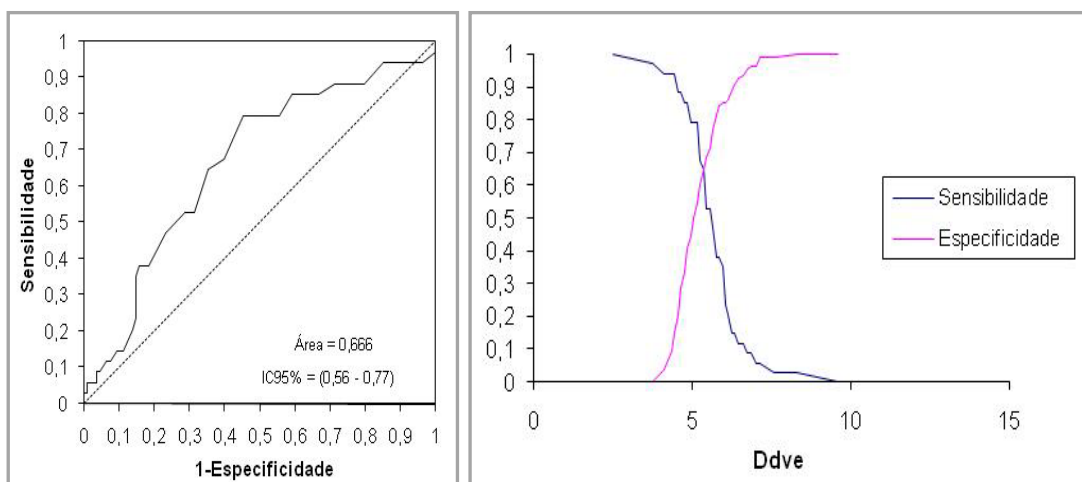 1
0,9
0,8
0,7
0,6
0,5
0,4
0,3
0,2
0,1
0
Sensibilidade
Área = 0,666
IC95% = (0,56 - 0,77)
0 0,1 0,2 0,3 0,4 0,5 0,6 0,7 0,8 0,9 1
1-Especificidade
1
0,9
0,8
0,7
0,6
0,5
0,4
0,3
0,2
0,1
0
0 5 10 15
Ddve
Sensibilidade
Especificidade